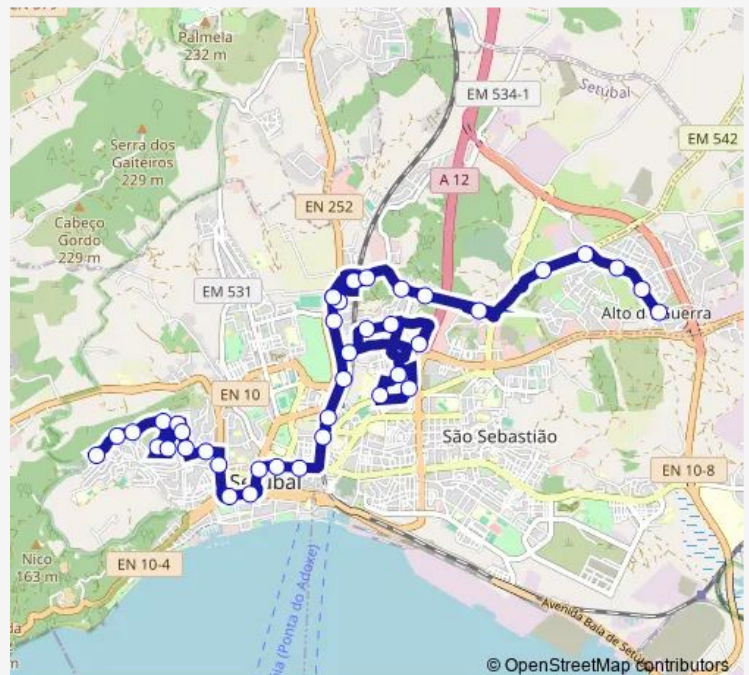 Palmela
232 m
EM 534-1
Setúbal
EM 542
Serra dos
Gaiteiros
229 m
A 12
EN 252
Cabeço
Gordo
229 m
EM 531
Alto d
uerra
EN 10
São Sebastião
EN 10-8
Setúbal
Nico
163 m
EN 10-4
(Ponta do Adoxe)
Avenida Baía de Setúb
© OpenStreetMap contributors